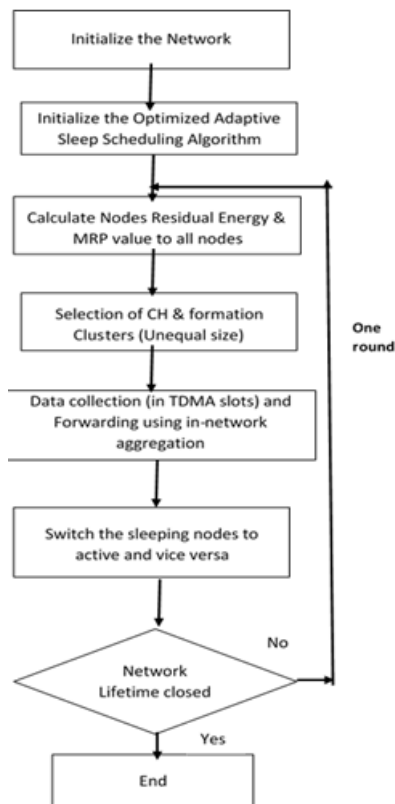 Initialize the Network
Initialize the Optimized Adaptive
Sleep Scheduling Algorithm
Calculate Nodes Residual Energy &
MRP value to all nodes
Selection of CH & formation
Clusters (Unequal size)
One
round
Data collection (in TDMA slots) and
Forwarding using in-network
aggregation
Switch the sleeping nodes to
active and vice versa
No
Network
Lifetime closed
Yes
End